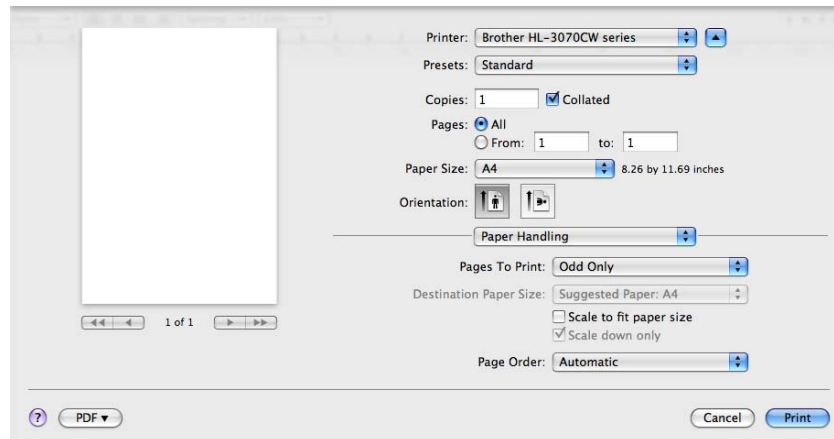 Printer: Brother HL-3070CW series
Presets: Standard
Copies: 1 Collated
Pages: All
From: 1 to: 1
Paper Size: A4 8.26 by 11.69 inches
Orientation:
Paper Handling
Pages To Print: Odd Only
Destination Paper Size: Suggested Paper: A4
Scale to fit paper size
1 of 1
Scale down only
Page Order: Automatic
? PDF Cancel Print